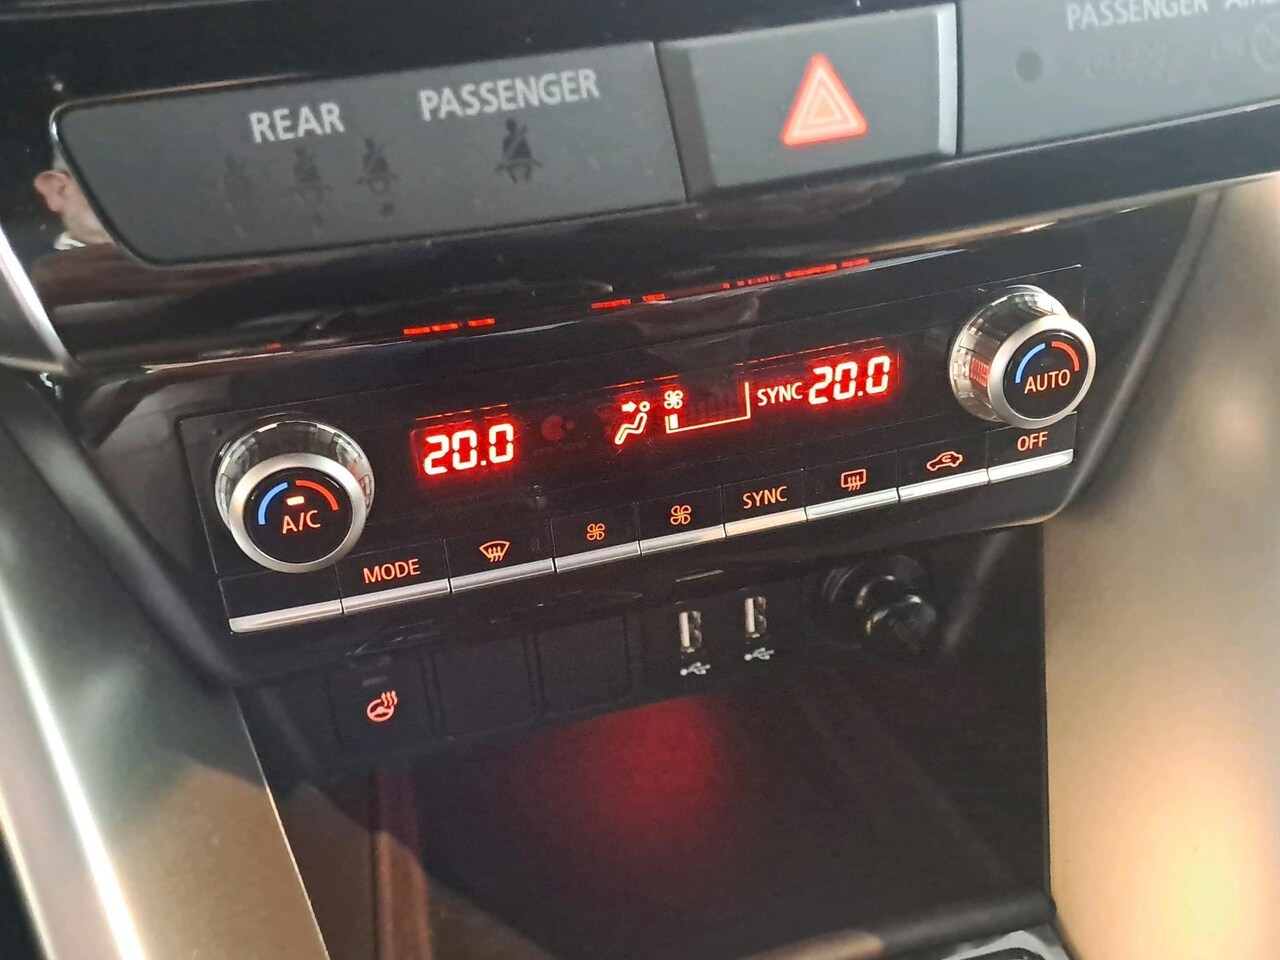 PASSENGER
REAR
PASSENGER
20.0
SYNC 20.0
AUTO
A/C
MODE
SYNC
OFF